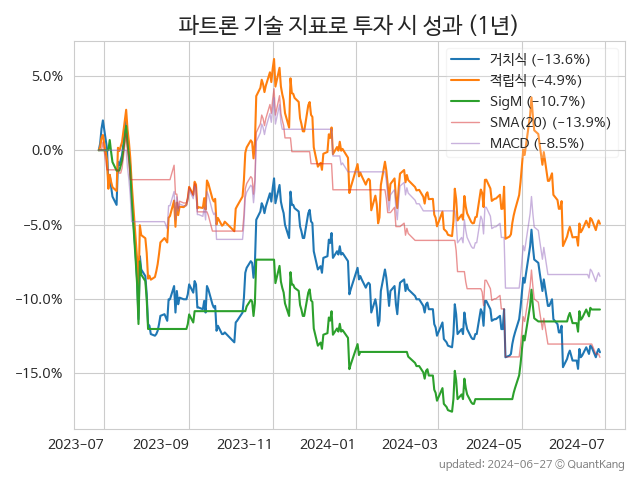 파트론 기술 지표로 투자 시 성과 (1년)
거치식 (−13.6%)
적립식 (−4.9%)
SigM (−10.7%)
SMA(20) (−13.9%)
MACD (−8.5%)
5.0%
0.0%
−5.0%
−10.0%
−15.0%
2023-07 2023-09 2023-11 2024-01 2024-03 2024-05 2024-07
updated: 2024-06-27 © QuantKang